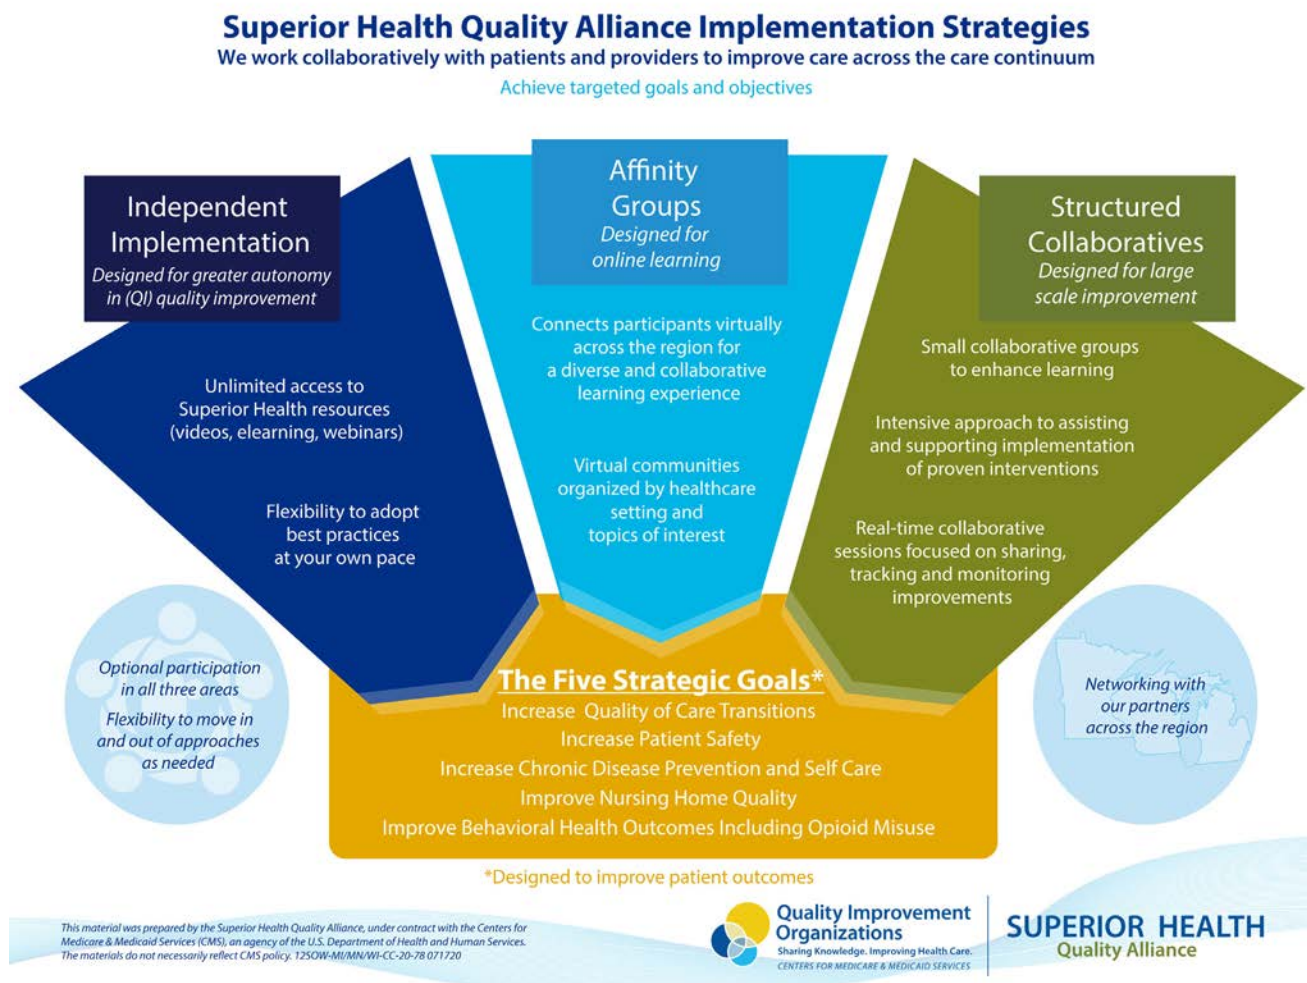 Superior Health Quality Alliance Implementation Strategies
We work collaboratively with patients and providers to improve care across the care continuum
Achieve targeted goals and objectives
Independent
Implementation
Designed for greater autonomy
in (QI) quality improvement
Unlimited access to
Superior Health resources
(videos, elearning, webinars)
Flexibility to adopt
best practices
at your own pace
Affinity
Groups
Designed for
online learning
Connects participants virtually
across the region for
a diverse and collaborative
learning experience
Virtual communities
organized by healthcare
setting and
topics of interest
Structured
Collaboratives
Designed for large
scale improvement
Small collaborative groups
to enhance learning
Intensive approach to assisting
and supporting implementation
of proven interventions
Real-time collaborative
sessions focused on sharing,
tracking and monitoring
improvements
Optional participation
in all three areas
Flexibility to move in
and out of approaches
as needed
The Five Strategic Goals*
Increase Quality of Care Transitions
Increase Patient Safety
Increase Chronic Disease Prevention and Self Care
Improve Nursing Home Quality
Improve Behavioral Health Outcomes Including Opioid Misuse
Networking with
our partners
across the region
*Designed to improve patient outcomes
This material was prepared by the Superior Health Quality Alliance, under contract with the Centers for
Medicare & Medicaid Services (CMS), an agency of the U.S. Department of Health and Human Services.
The materials do not necessarily reflect CMS policy. 12SOW-MI/MN/WI-CC-20-78 071720
Quality Improvement
Organizations
Sharing Knowledge. Improving Health Care.
CENTERS FOR MEDICARE & MEDICAID SERVICES
SUPERIOR HEALTH
Quality Alliance